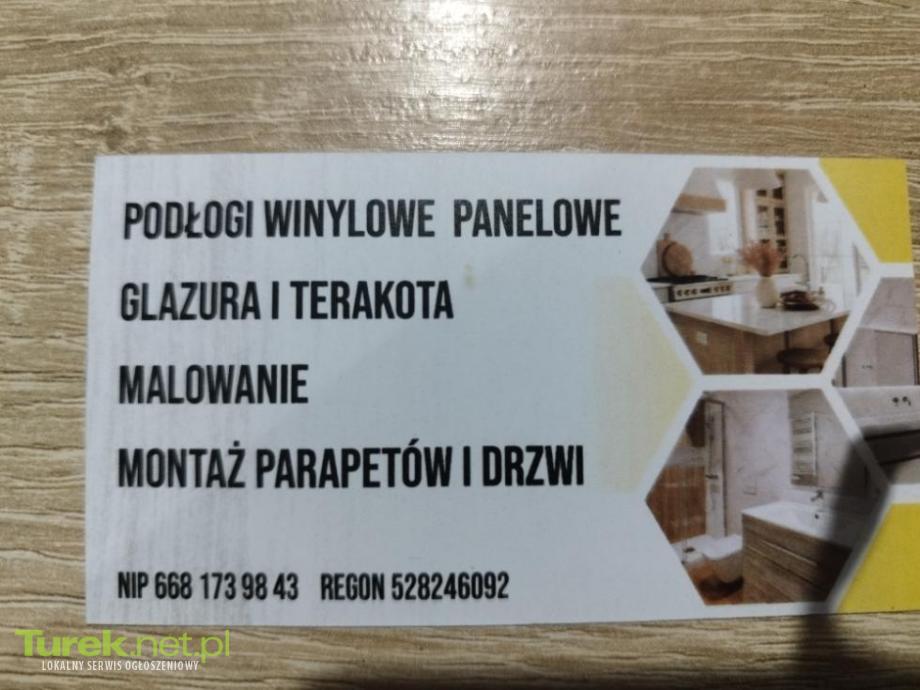 PODŁOGI WINYLOWE PANELOWE
GLAZURA I TERAKOTA
MALOWANIE
MONTAŻ PARAPETÓW I DRZWI
NIP 668 173 98 43 REGON 528246092
Turek.net.pl
LOKALNY SERWIS OGŁOSZENIOWY